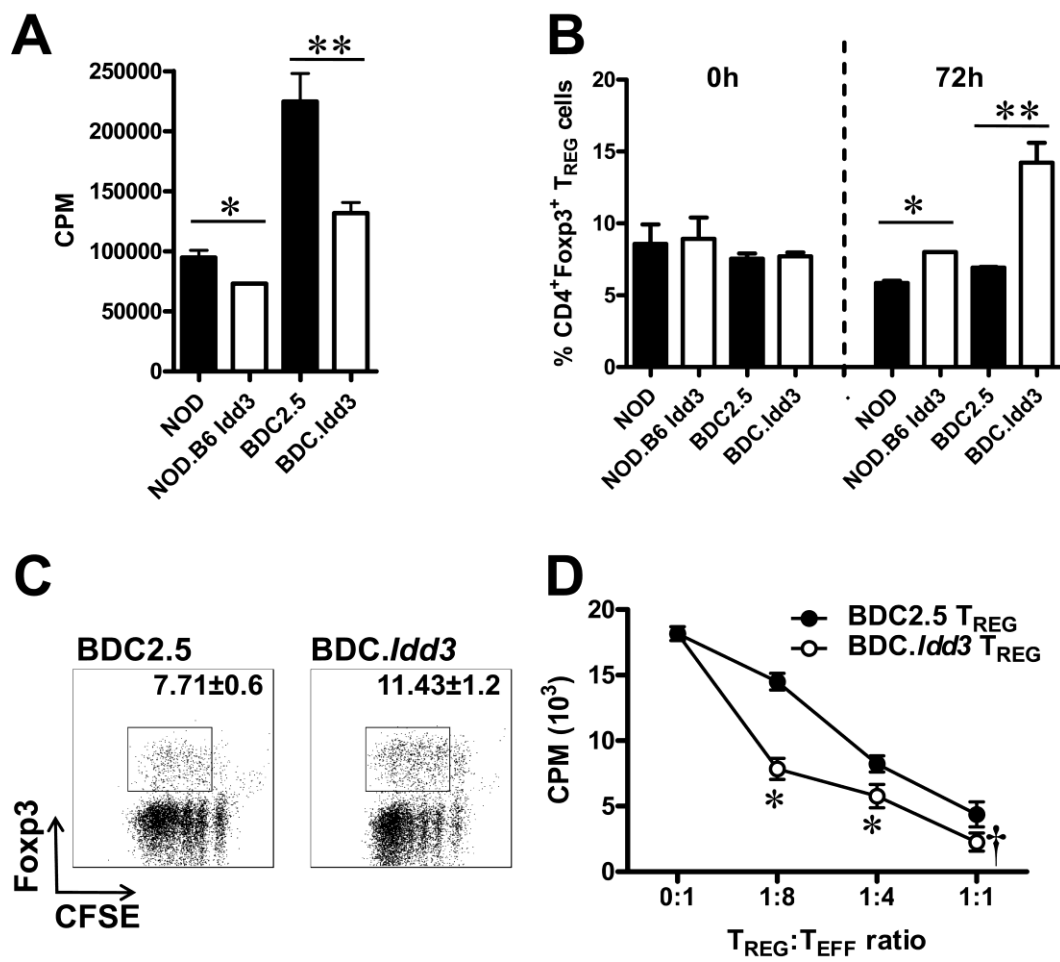 A
CPM
250000
200000
150000
100000
50000
0
*
**
NOD
NOD.B6 Idd3
BDC2.5
BDC.Idd3
B
% CD4+Foxp3+ TREG cells
20
15
10
5
0
0h
72h
*
**
NOD
NOD.B6 Idd3
BDC2.5
BDC.Idd3
NOD
NOD.B6 Idd3
BDC2.5
BDC.Idd3
C
BDC2.5
7.71±0.6
BDC.Idd3
11.43±1.2
Foxp3
CFSE
D
CPM (10³)
20
15
10
5
0
BDC2.5 TREG
BDC.Idd3 TREG
*
*
†
0:1
1:8
1:4
1:1
TREG:TEFF ratio